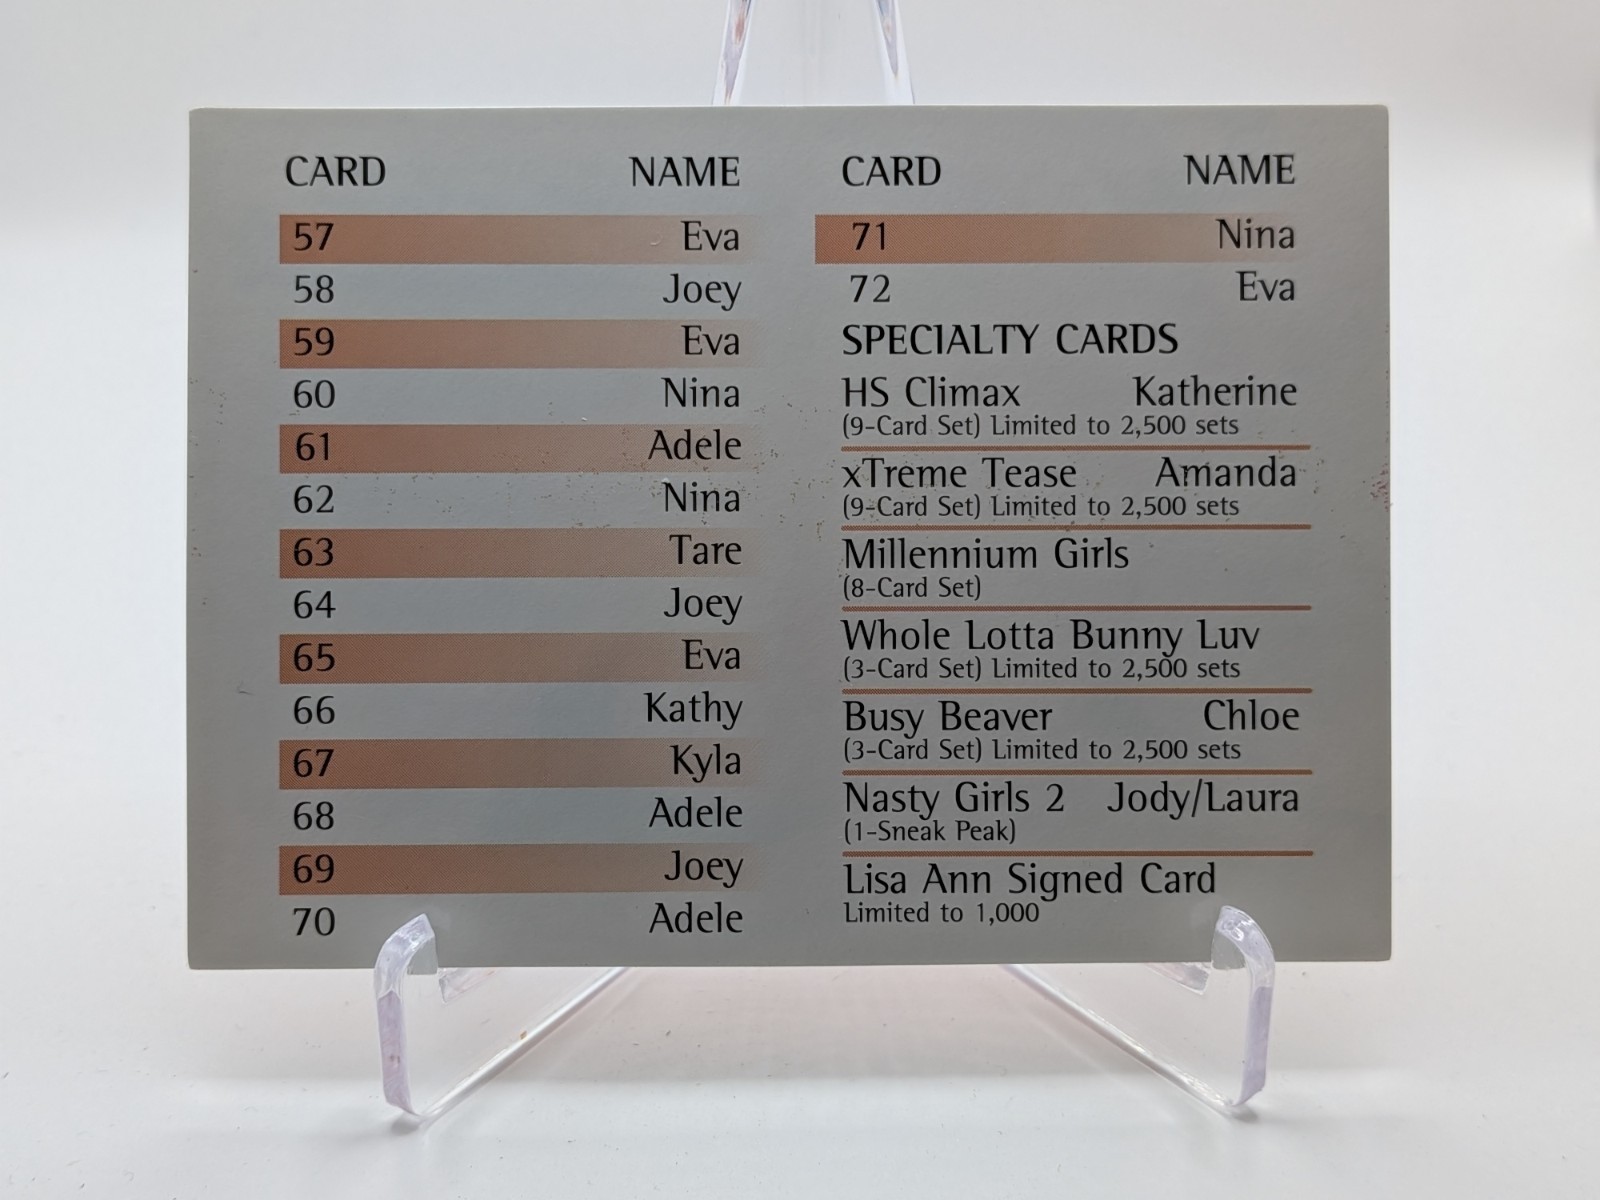 CARD NAME
57 Eva
58 Joey
59 Eva
60 Nina
61 Adele
62 Nina
63 Tare
64 Joey
65 Eva
66 Kathy
67 Kyla
68 Adele
69 Joey
70 Adele
CARD NAME
71 Nina
72 Eva
SPECIALTY CARDS
HS Climax Katherine
(9-Card Set) Limited to 2,500 sets
xTreme Tease Amanda
(9-Card Set) Limited to 2,500 sets
Millennium Girls
(8-Card Set)
Whole Lotta Bunny Luv
(3-Card Set) Limited to 2,500 sets
Busy Beaver Chloe
(3-Card Set) Limited to 2,500 sets
Nasty Girls 2 Jody/Laura
(1-Sneak Peak)
Lisa Ann Signed Card
Limited to 1,000